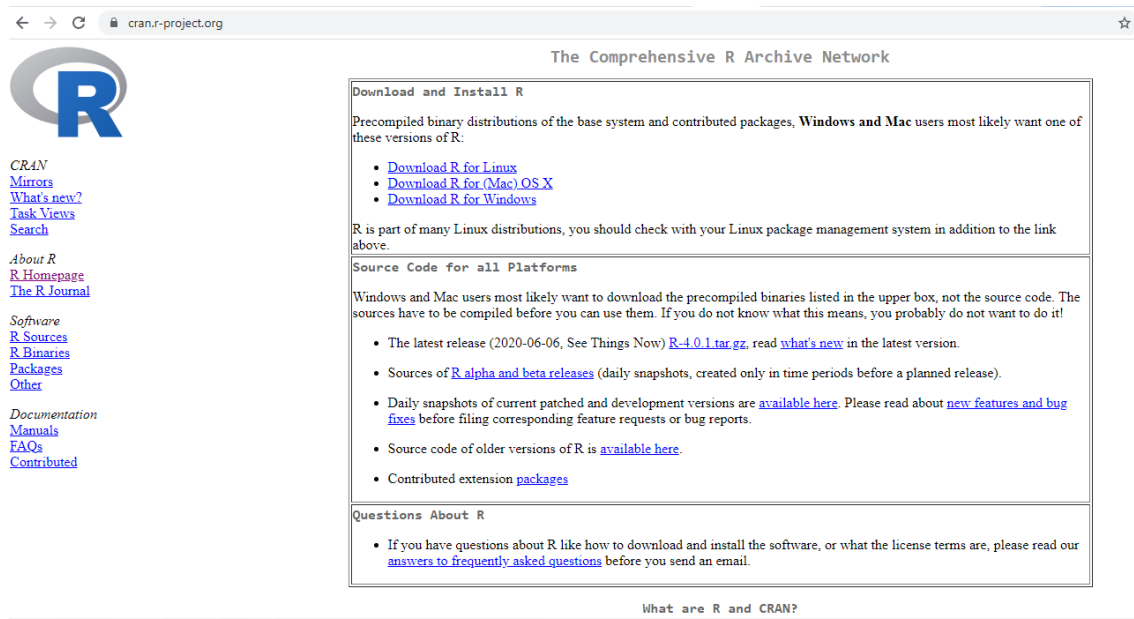 cran.r-project.org
R
CRAN
Mirrors
What's new?
Task Views
Search
About R
R Homepage
The R Journal
Software
R Sources
R Binaries
Packages
Other
Documentation
Manuals
FAQs
Contributed
The Comprehensive R Archive Network
Download and Install R
Precompiled binary distributions of the base system and contributed packages, Windows and Mac users most likely want one of
these versions of R:
• Download R for Linux
• Download R for (Mac) OS X
• Download R for Windows
R is part of many Linux distributions, you should check with your Linux package management system in addition to the link
above.
Source Code for all Platforms
Windows and Mac users most likely want to download the precompiled binaries listed in the upper box, not the source code. The
sources have to be compiled before you can use them. If you do not know what this means, you probably do not want to do it!
• The latest release (2020-06-06, See Things Now) R-4.0.1.tar.gz, read what's new in the latest version.
• Sources of R alpha and beta releases (daily snapshots, created only in time periods before a planned release).
• Daily snapshots of current patched and development versions are available here. Please read about new features and bug
fixes before filing corresponding feature requests or bug reports.
• Source code of older versions of R is available here.
• Contributed extension packages
Questions About R
• If you have questions about R like how to download and install the software, or what the license terms are, please read our
answers to frequently asked questions before you send an email.
What are R and CRAN?